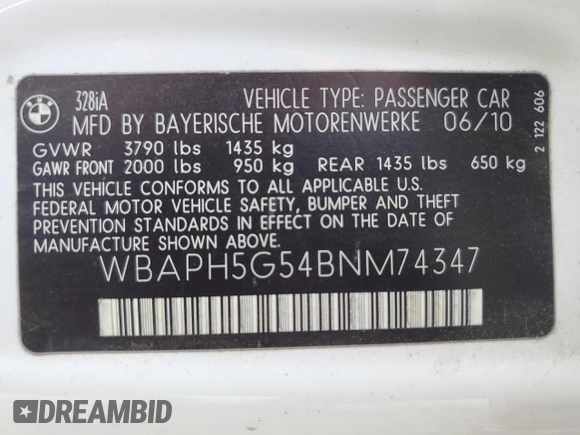 BMW
328iA
VEHICLE TYPE: PASSENGER CAR
MFD BY BAYERISCHE MOTORENWERKE 06/10
GVWR 3790 lbs 1435 kg
GAWR FRONT 2000 lbs 950 kg REAR 1435 lbs 650 kg
THIS VEHICLE CONFORMS TO ALL APPLICABLE U.S.
FEDERAL MOTOR VEHICLE SAFETY, BUMPER AND THEFT
PREVENTION STANDARDS IN EFFECT ON THE DATE OF
MANUFACTURE SHOWN ABOVE.
WBAPH5G54BNM74347
2 122 606
DREAMBID